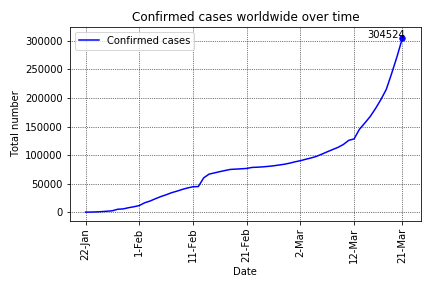 Confirmed cases worldwide over time
Confirmed cases
304524
300000
250000
200000
150000
100000
50000
0
Total number
22-Jan
1-Feb
11-Feb
21-Feb
2-Mar
12-Mar
21-Mar
Date